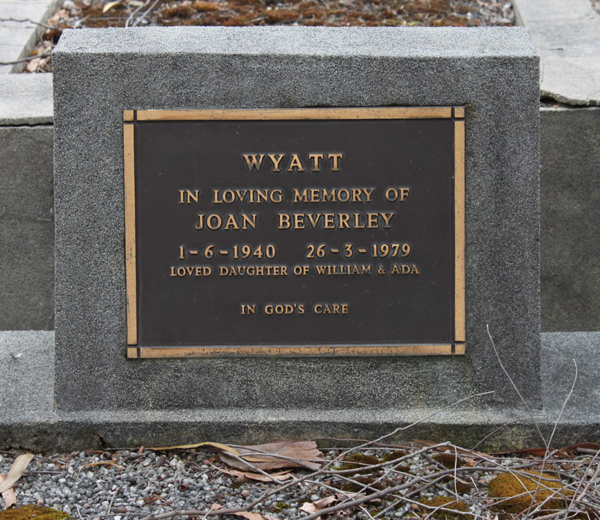 WYATT
IN LOVING MEMORY OF
JOAN BEVERLEY
1-6-1940 26-3-1979
LOVED DAUGHTER OF WILLIAM & ADA
IN GOD'S CARE